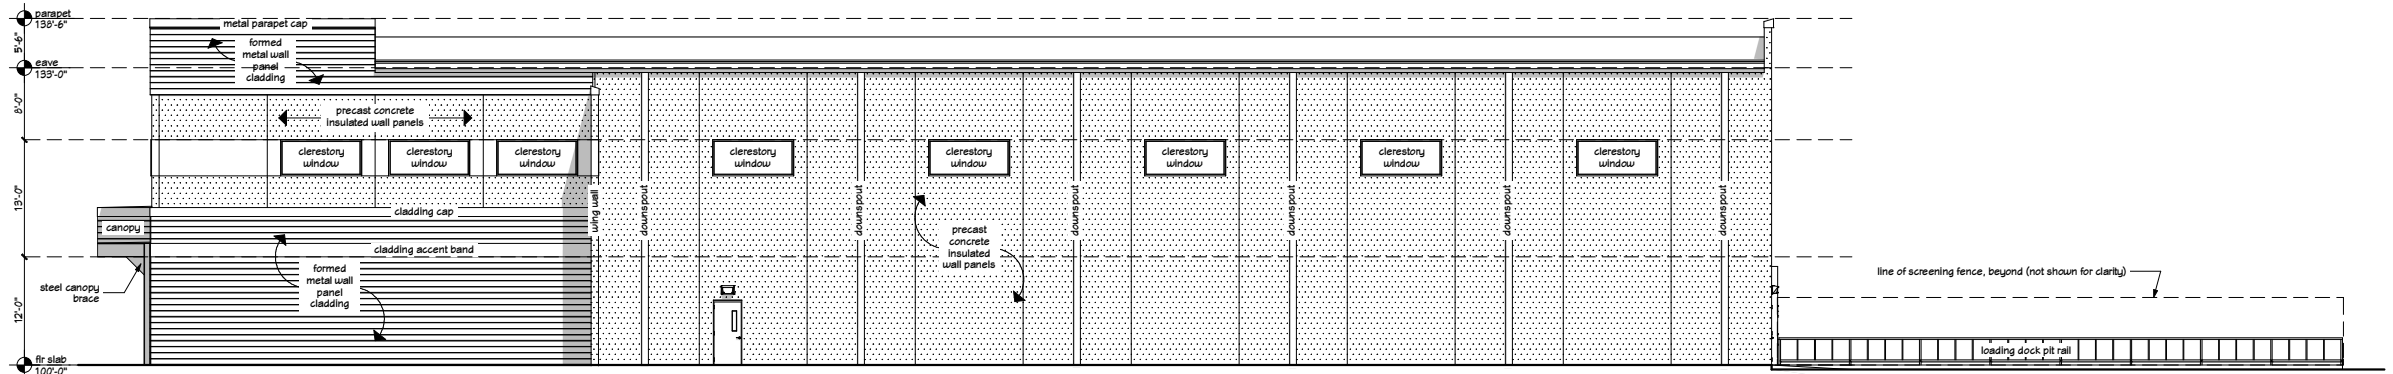 parapet
138'-6"
5'-6"
eave
133'-0"
8'-0"
13'-0"
12'-0"
flr slab
100'-0"
metal parapet cap
formed
metal wall
panel
cladding
precast concrete
insulated wall panels
clerestory
window
clerestory
window
clerestory
window
clerestory
window
clerestory
window
clerestory
window
clerestory
window
clerestory
window
cladding cap
canopy
cladding accent band
steel canopy
brace
formed
metal wall
panel
cladding
wing wall
downspout
downspout
downspout
downspout
downspout
downspout
precast
concrete
insulated
wall panels
line of screening fence, beyond (not shown for clarity)
loading dock pit rail